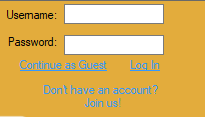 Username:
Password:
Continue as Guest Log In
Don't have an account?
Join us!